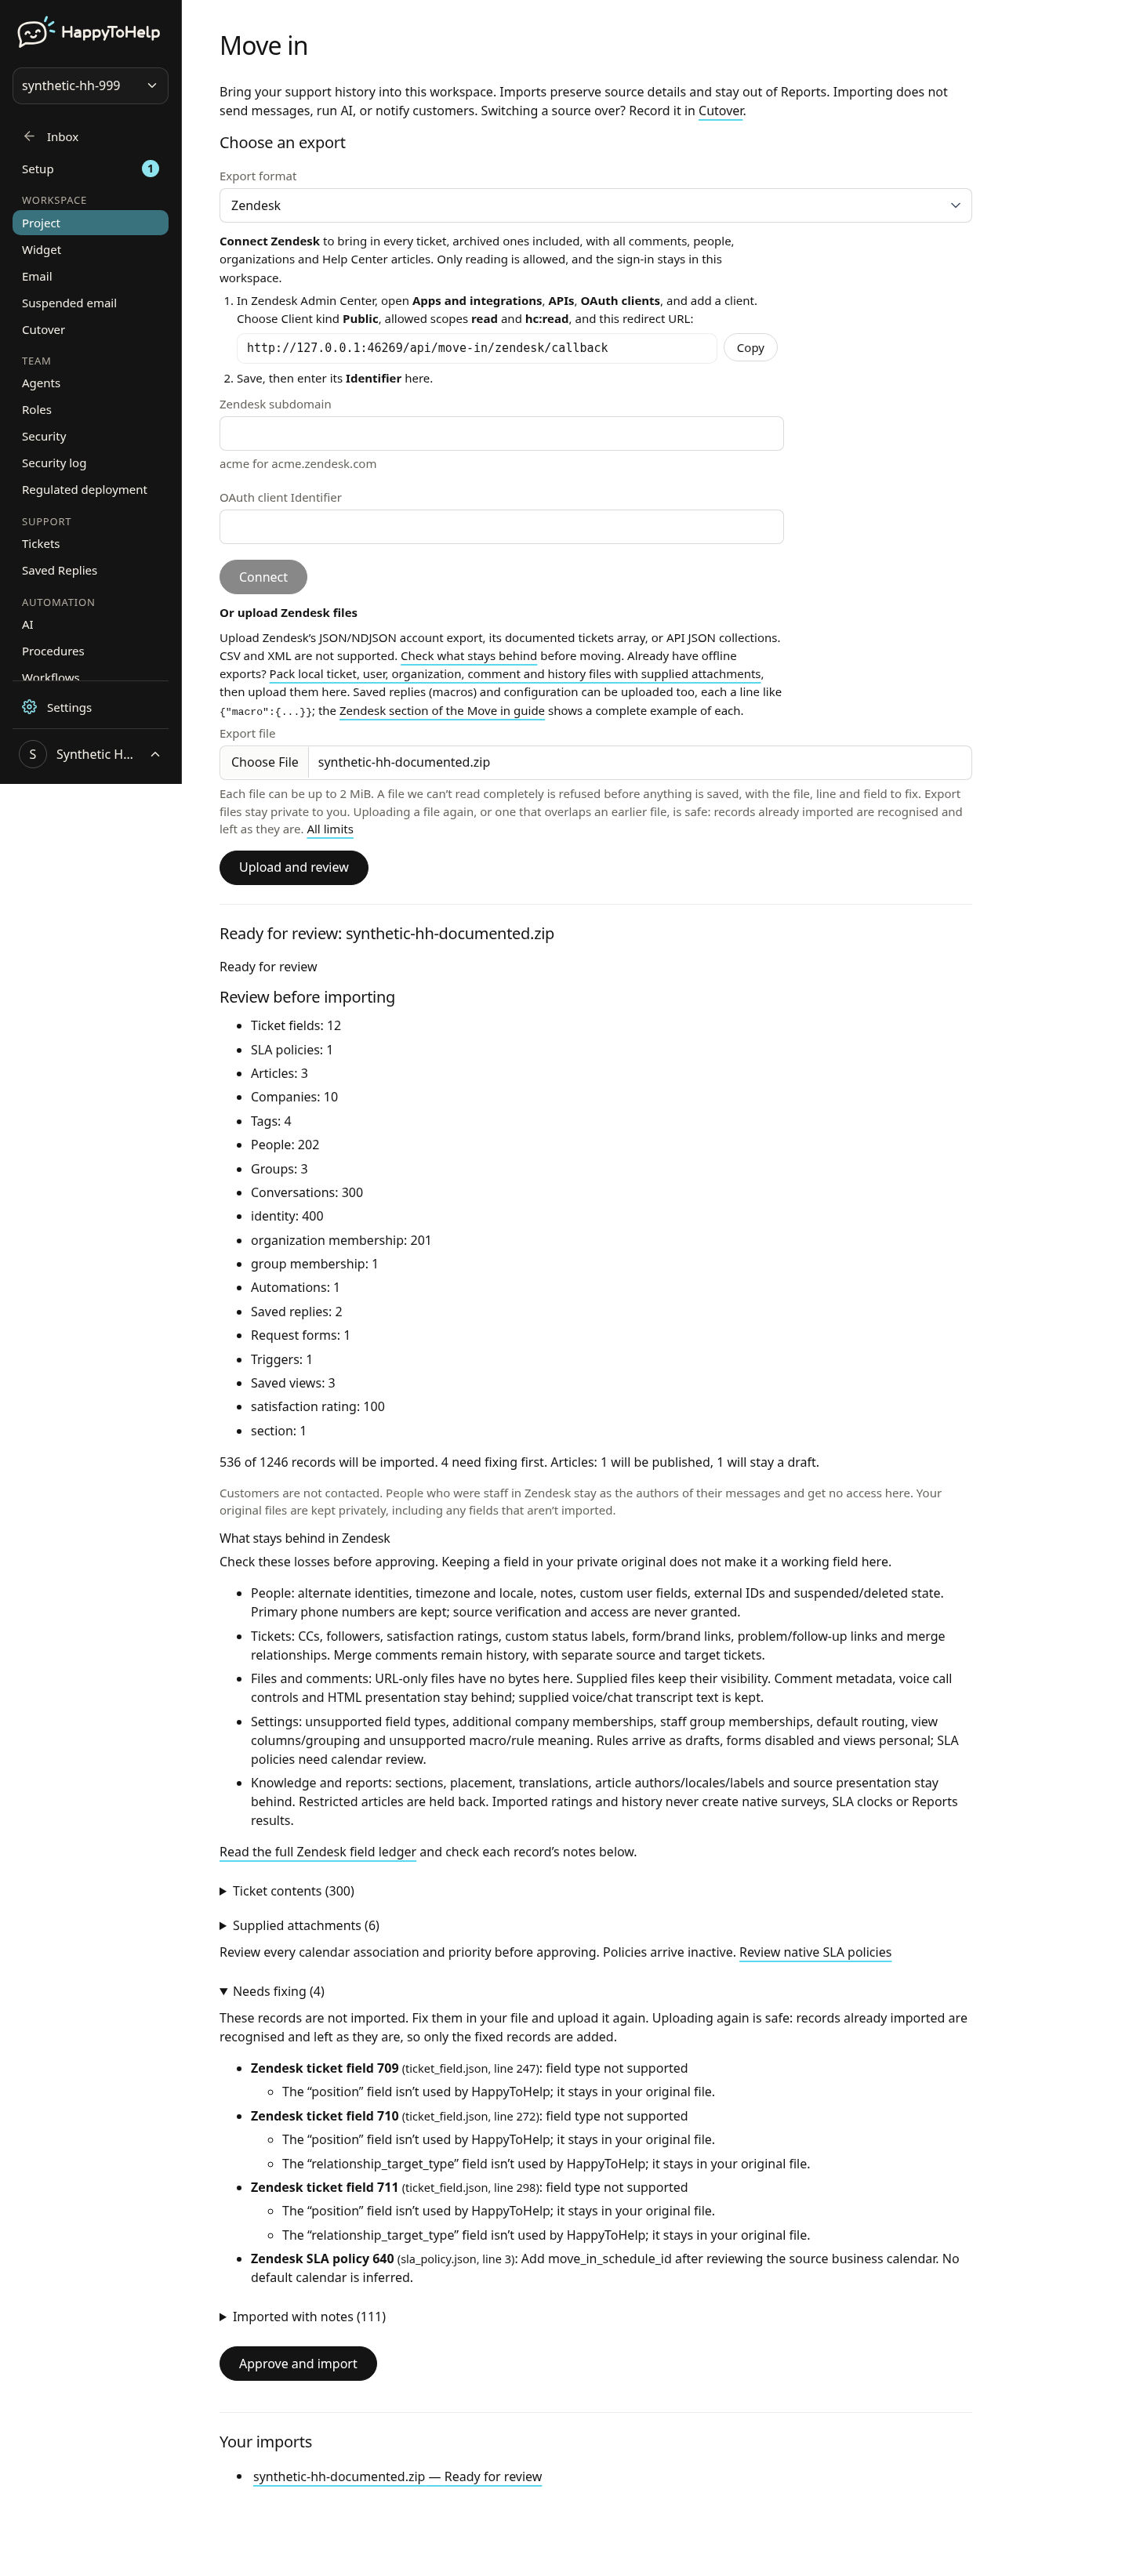 HappyToHelp
synthetic-hh-999
Inbox
Setup
1
WORKSPACE
Project
Widget
Email
Suspended email
Cutover
TEAM
Agents
Roles
Security
Security log
Regulated deployment
SUPPORT
Tickets
Saved Replies
AUTOMATION
AI
Procedures
Workflows
Settings
S
Synthetic H...
Move in
Bring your support history into this workspace. Imports preserve source details and stay out of Reports. Importing does not
send messages, run AI, or notify customers. Switching a source over? Record it in Cutover.
Choose an export
Export format
Zendesk
Connect Zendesk to bring in every ticket, archived ones included, with all comments, people,
organizations and Help Center articles. Only reading is allowed, and the sign-in stays in this
workspace.
1. In Zendesk Admin Center, open Apps and integrations, APIs, OAuth clients, and add a client.
Choose Client kind Public, allowed scopes read and hc:read, and this redirect URL:
http://127.0.0.1:46269/api/move-in/zendesk/callback
Copy
2. Save, then enter its Identifier here.
Zendesk subdomain
acme for acme.zendesk.com
OAuth client Identifier
Connect
Or upload Zendesk files
Upload Zendesk’s JSON/NDJSON account export, its documented tickets array, or API JSON collections.
CSV and XML are not supported. Check what stays behind before moving. Already have offline
exports? Pack local ticket, user, organization, comment and history files with supplied attachments,
then upload them here. Saved replies (macros) and configuration can be uploaded too, each a line like
{"macro":{...}}; the Zendesk section of the Move in guide shows a complete example of each.
Export file
Choose File synthetic-hh-documented.zip
Each file can be up to 2 MiB. A file we can’t read completely is refused before anything is saved, with the file, line and field to fix. Export
files stay private to you. Uploading a file again, or one that overlaps an earlier file, is safe: records already imported are recognised and
left as they are. All limits
Upload and review
Ready for review: synthetic-hh-documented.zip
Ready for review
Review before importing
• Ticket fields: 12
• SLA policies: 1
• Articles: 3
• Companies: 10
• Tags: 4
• People: 202
• Groups: 3
• Conversations: 300
• identity: 400
• organization membership: 201
• group membership: 1
• Automations: 1
• Saved replies: 2
• Request forms: 1
• Triggers: 1
• Saved views: 3
• satisfaction rating: 100
• section: 1
536 of 1246 records will be imported. 4 need fixing first. Articles: 1 will be published, 1 will stay a draft.
Customers are not contacted. People who were staff in Zendesk stay as the authors of their messages and get no access here. Your
original files are kept privately, including any fields that aren’t imported.
What stays behind in Zendesk
Check these losses before approving. Keeping a field in your private original does not make it a working field here.
• People: alternate identities, timezone and locale, notes, custom user fields, external IDs and suspended/deleted state.
Primary phone numbers are kept; source verification and access are never granted.
• Tickets: CCs, followers, satisfaction ratings, custom status labels, form/brand links, problem/follow-up links and merge
relationships. Merge comments remain history, with separate source and target tickets.
• Files and comments: URL-only files have no bytes here. Supplied files keep their visibility. Comment metadata, voice call
controls and HTML presentation stay behind; supplied voice/chat transcript text is kept.
• Settings: unsupported field types, additional company memberships, staff group memberships, default routing, view
columns/grouping and unsupported macro/rule meaning. Rules arrive as drafts, forms disabled and views personal; SLA
policies need calendar review.
• Knowledge and reports: sections, placement, translations, article authors/locales/labels and source presentation stay
behind. Restricted articles are held back. Imported ratings and history never create native surveys, SLA clocks or Reports
results.
Read the full Zendesk field ledger and check each record’s notes below.
Ticket contents (300)
Supplied attachments (6)
Review every calendar association and priority before approving. Policies arrive inactive. Review native SLA policies
Needs fixing (4)
These records are not imported. Fix them in your file and upload it again. Uploading again is safe: records already imported are
recognised and left as they are, so only the fixed records are added.
• Zendesk ticket field 709 (ticket_field.json, line 247): field type not supported
◦ The “position” field isn’t used by HappyToHelp; it stays in your original file.
• Zendesk ticket field 710 (ticket_field.json, line 272): field type not supported
◦ The “position” field isn’t used by HappyToHelp; it stays in your original file.
◦ The “relationship_target_type” field isn’t used by HappyToHelp; it stays in your original file.
• Zendesk ticket field 711 (ticket_field.json, line 298): field type not supported
◦ The “position” field isn’t used by HappyToHelp; it stays in your original file.
◦ The “relationship_target_type” field isn’t used by HappyToHelp; it stays in your original file.
• Zendesk SLA policy 640 (sla_policy.json, line 3): Add move_in_schedule_id after reviewing the source business calendar. No
default calendar is inferred.
Imported with notes (111)
Approve and import
Your imports
• synthetic-hh-documented.zip — Ready for review